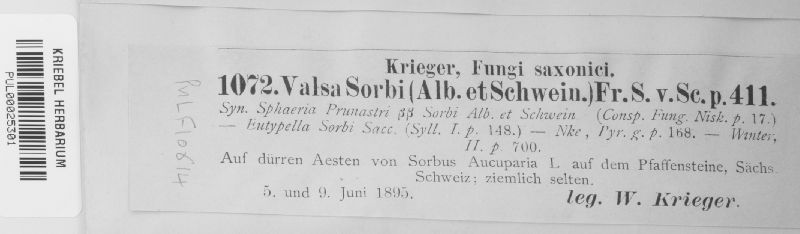 KRIEBEL HERBARIUM
PUL00025301
PUL F10814
Krieger, Fungi saxonici.
1072. Valsa Sorbi (Alb. et Schwein.) Fr. S. v. Sc. p. 411.
Syn. Sphaeria Prunastri ββ Sorbi Alb. et Schwein (Consp. Fung. Nisk. p. 17.)
— Eutypella Sorbi Sacc. (Syll. I. p. 148.) — Nke, Pyr. g. p. 168. — Winter,
II. p. 700.
Auf dürren Aesten von Sorbus Aucuparia L auf dem Pfaffensteine, Sächs.
Schweiz; ziemlich selten.
5. und 9. Juni 1895.
leg. W. Krieger.